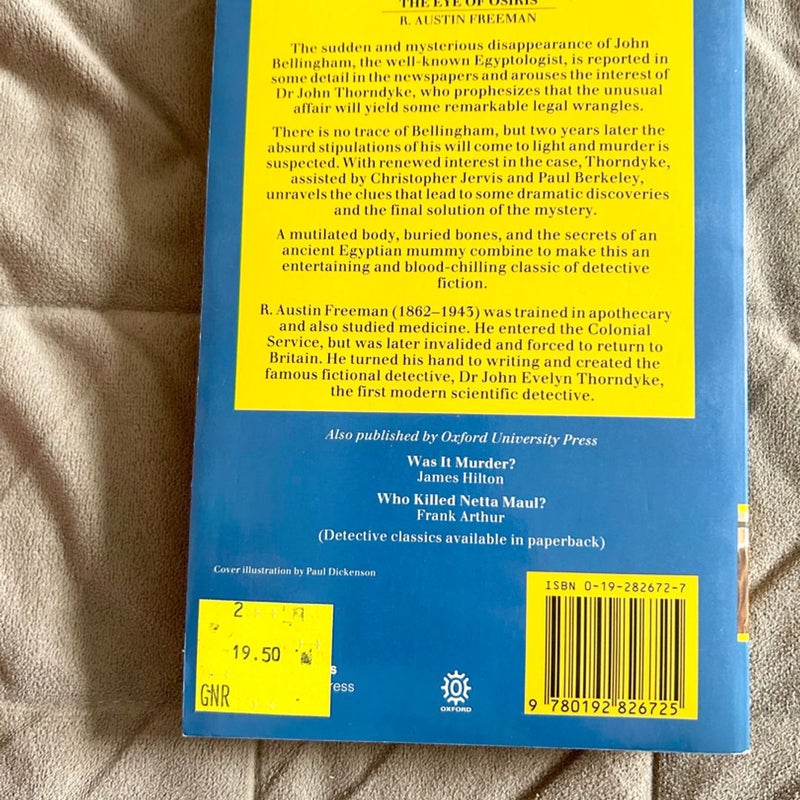 THE EYE OF OSIRIS
R. AUSTIN FREEMAN
The sudden and mysterious disappearance of John
Bellingham, the well-known Egyptologist, is reported in
some detail in the newspapers and arouses the interest of
Dr John Thorndyke, who prophesizes that the unusual
affair will yield some remarkable legal wrangles.
There is no trace of Bellingham, but two years later the
absurd stipulations of his will come to light and murder is
suspected. With renewed interest in the case, Thorndyke,
assisted by Christopher Jervis and Paul Berkeley,
unravels the clues that lead to some dramatic discoveries
and the final solution of the mystery.
A mutilated body, buried bones, and the secrets of an
ancient Egyptian mummy combine to make this an
entertaining and blood-chilling classic of detective
fiction.
R. Austin Freeman (1862–1943) was trained in apothecary
and also studied medicine. He entered the Colonial
Service, but was later invalided and forced to return to
Britain. He turned his hand to writing and created the
famous fictional detective, Dr John Evelyn Thorndyke,
the first modern scientific detective.
Also published by Oxford University Press
Was It Murder?
James Hilton
Who Killed Netta Maul?
Frank Arthur
(Detective classics available in paperback)
Cover illustration by Paul Dickenson
ISBN 0-19-282672-7
2
19.50
GNR
s
ress
OXFORD
9 780192 826725